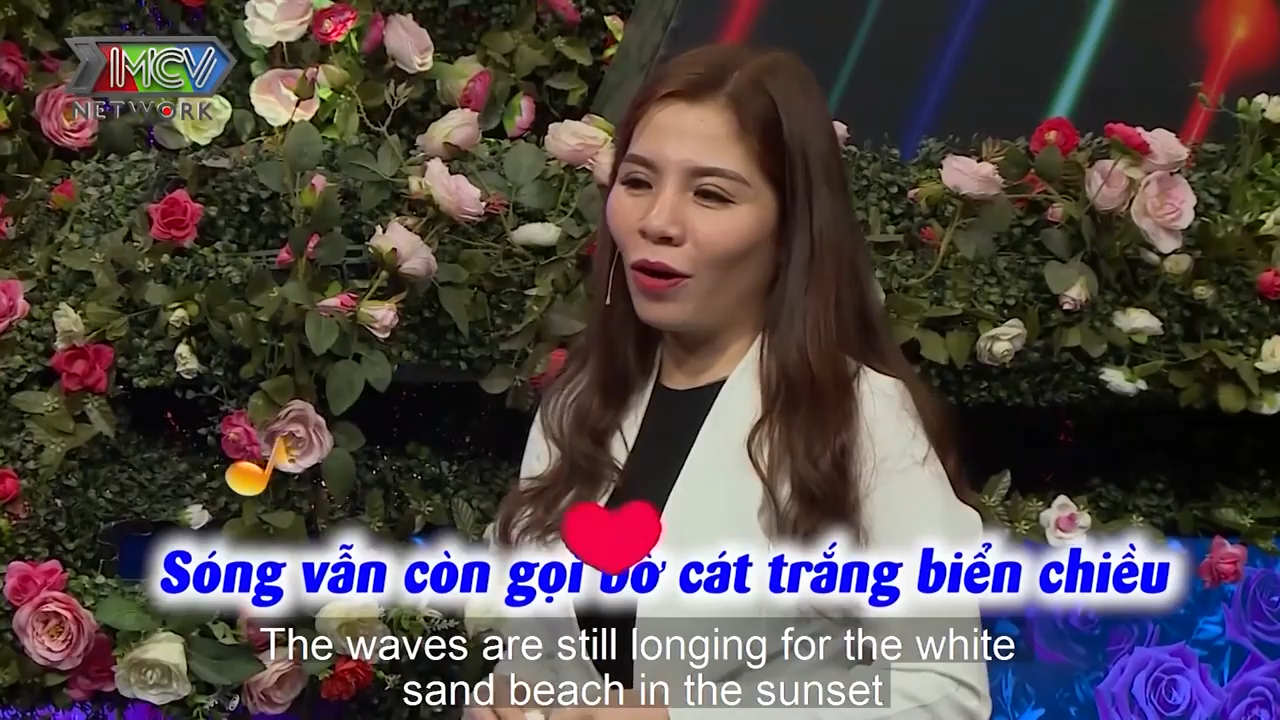 MCV
NETWORK
Sóng vẫn còn gọi bờ cát trắng biển chiều
The waves are still longing for the white
sand beach in the sunset